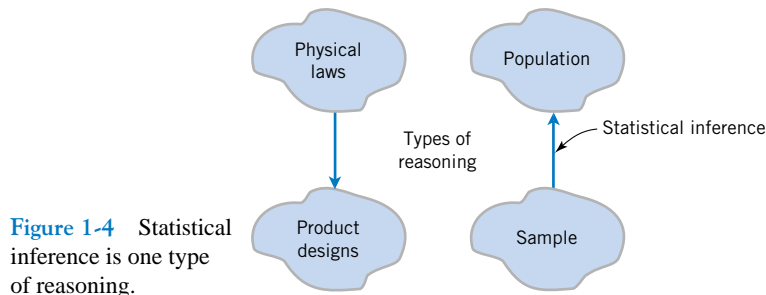 Physical
laws
Population
Types of
reasoning
Statistical inference
Product
designs
Sample
Figure 1-4 Statistical
inference is one type
of reasoning.